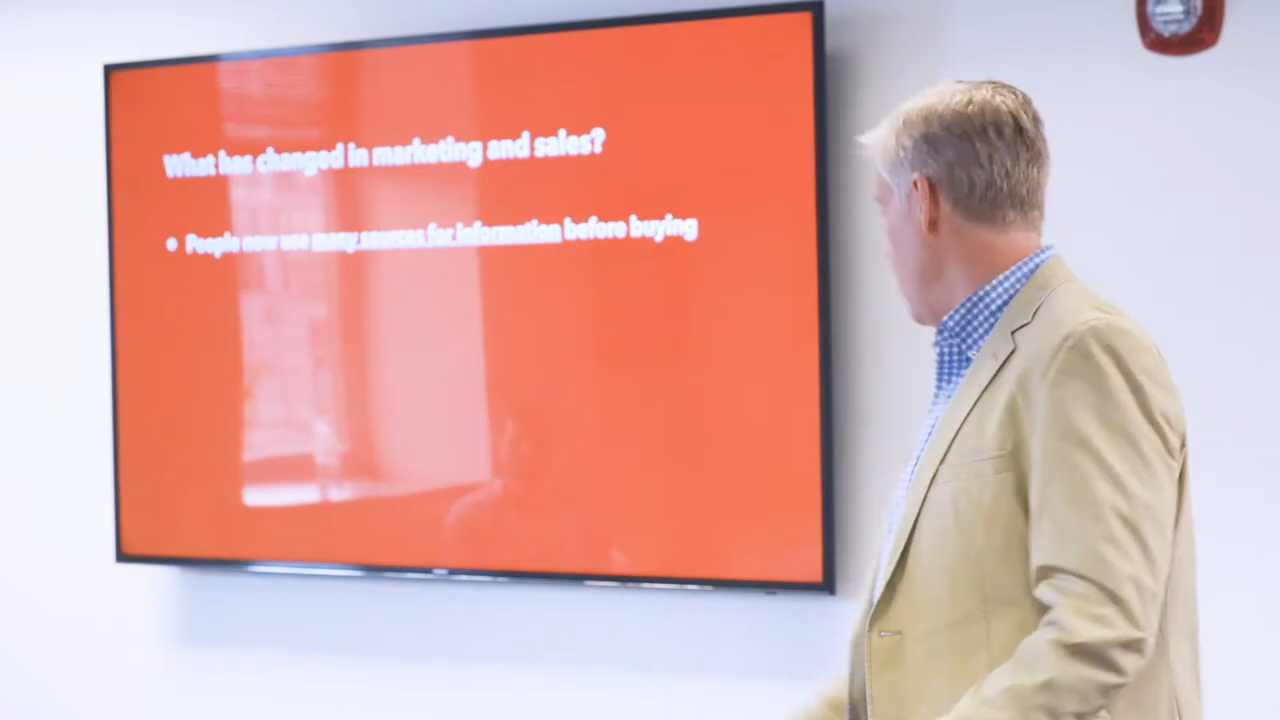 What has changed in marketing and sales?
People now use many sources for information before buying